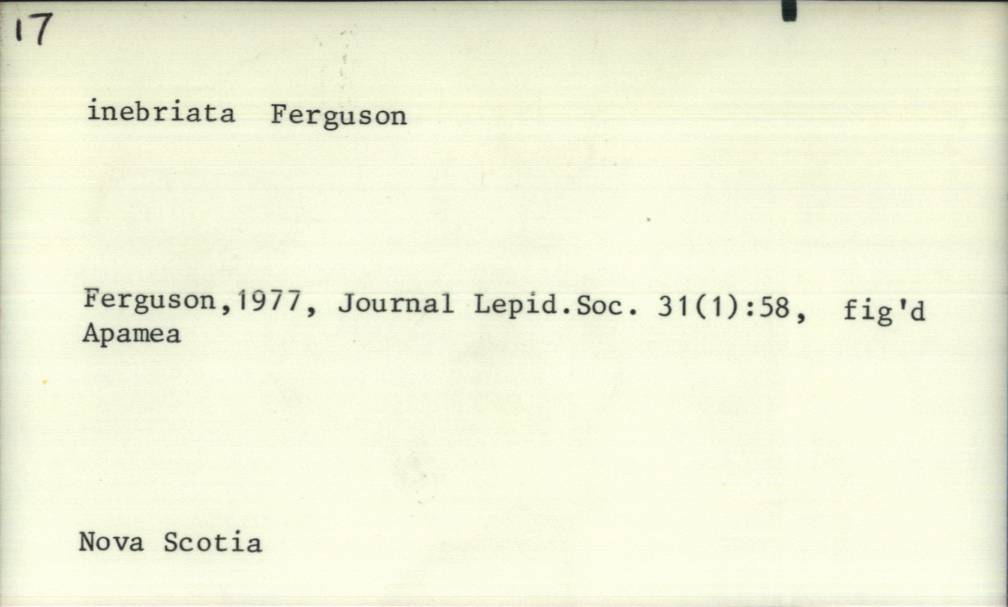 17
inebriata Ferguson
Ferguson,1977, Journal Lepid.Soc. 31(1):58, fig'd
Apamea
Nova Scotia